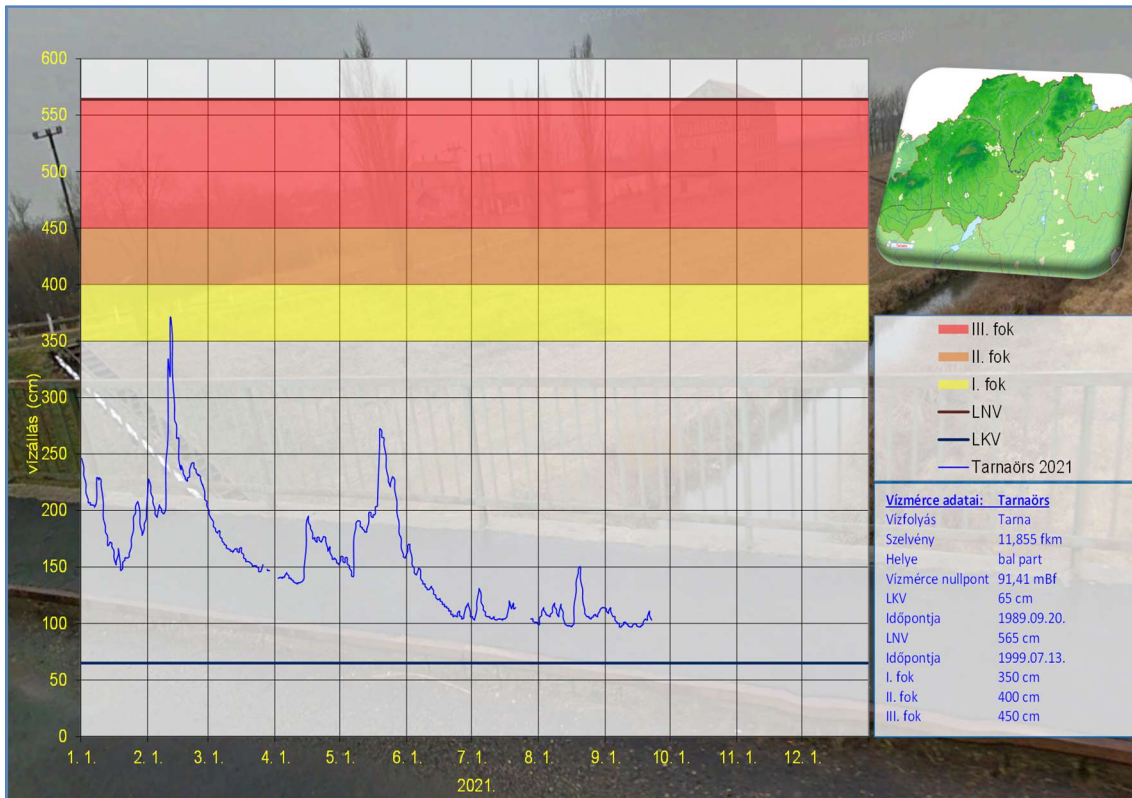 600
550
500
450
400
350
300
250
200
150
100
50
0
vízállás (cm)
1. 1.
2. 1.
3. 1.
4. 1.
5. 1.
6. 1.
7. 1.
8. 1.
9. 1.
10. 1.
11. 1.
12. 1.
2021.
III. fok
II. fok
I. fok
LNV
LKV
Tarnaörs 2021
Vízmérce adatai: Tarnaörs
Vízfolyás Tarna
Szelvény 11,855 fkm
Helye bal part
Vízmérce nullpont 91,41 mBf
LKV 65 cm
Időpontja 1989.09.20.
LNV 565 cm
Időpontja 1999.07.13.
I. fok 350 cm
II. fok 400 cm
III. fok 450 cm